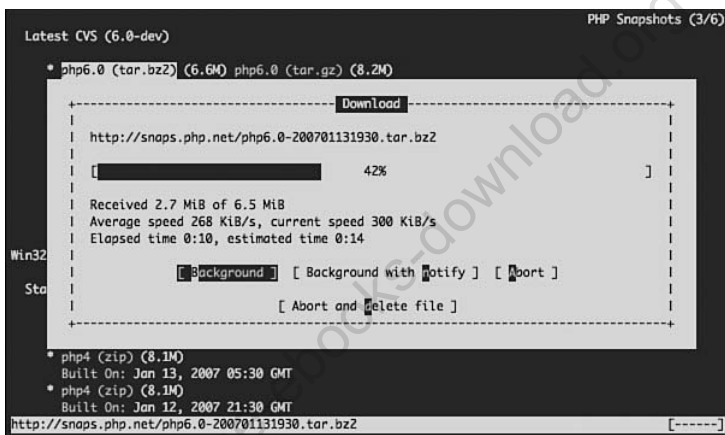 PHP Snapshots (3/6)
Latest CVS (6.0-dev)
* php6.0 (tar.bz2) (6.6M) php6.0 (tar.gz) (8.2M)
Download
http://snaps.php.net/php6.0-200701131930.tar.bz2
[ 42% ]
Received 2.7 MiB of 6.5 MiB
Average speed 268 KiB/s, current speed 300 KiB/s
Elapsed time 0:10, estimated time 0:14
Win32
[ Background ] [ Background with notify ] [ Abort ]
Sta
[ Abort and delete file ]
* php4 (zip) (8.1M)
Built On: Jan 13, 2007 05:30 GMT
* php4 (zip) (8.1M)
Built On: Jan 12, 2007 21:30 GMT
http://snaps.php.net/php6.0-200701131930.tar.bz2 [------]
ebooks-download.org